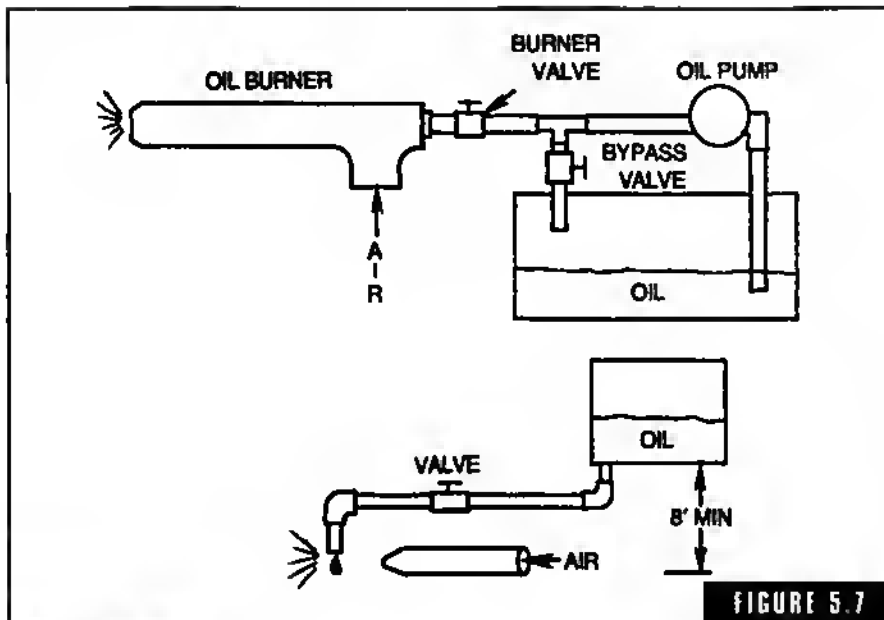 BURNER
VALVE
OIL BURNER
OIL PUMP
BYPASS
VALVE
A
I
R
OIL
OIL
VALVE
8' MIN
AIR
FIGURE 5.7